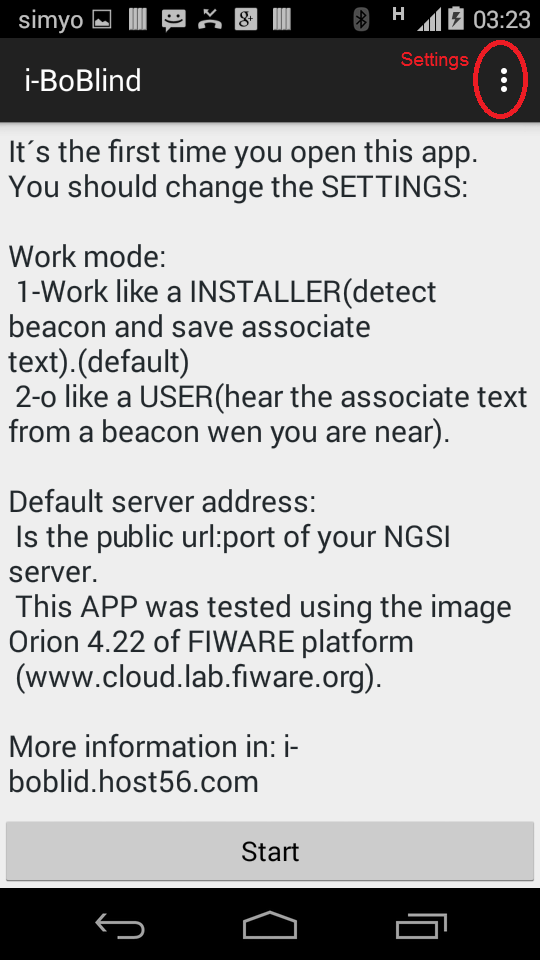 simyo H 03:23
Settings
i-BoBlind
It´s the first time you open this app.
You should change the SETTINGS:
Work mode:
1-Work like a INSTALLER(detect
beacon and save associate
text).(default)
2-o like a USER(hear the associate text
from a beacon wen you are near).
Default server address:
Is the public url:port of your NGSI
server.
This APP was tested using the image
Orion 4.22 of FIWARE platform
(www.cloud.lab.fiware.org).
More information in: i-
boblid.host56.com
Start